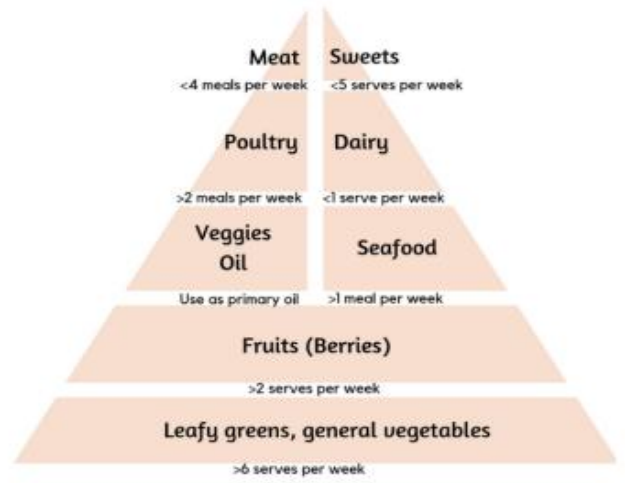 Meat Sweets
<4 meals per week <5 serves per week
Poultry Dairy
>2 meals per week <1 serve per week
Veggies
Oil
Seafood
Use as primary oil >1 meal per week
Fruits (Berries)
>2 serves per week
Leafy greens, general vegetables
>6 serves per week